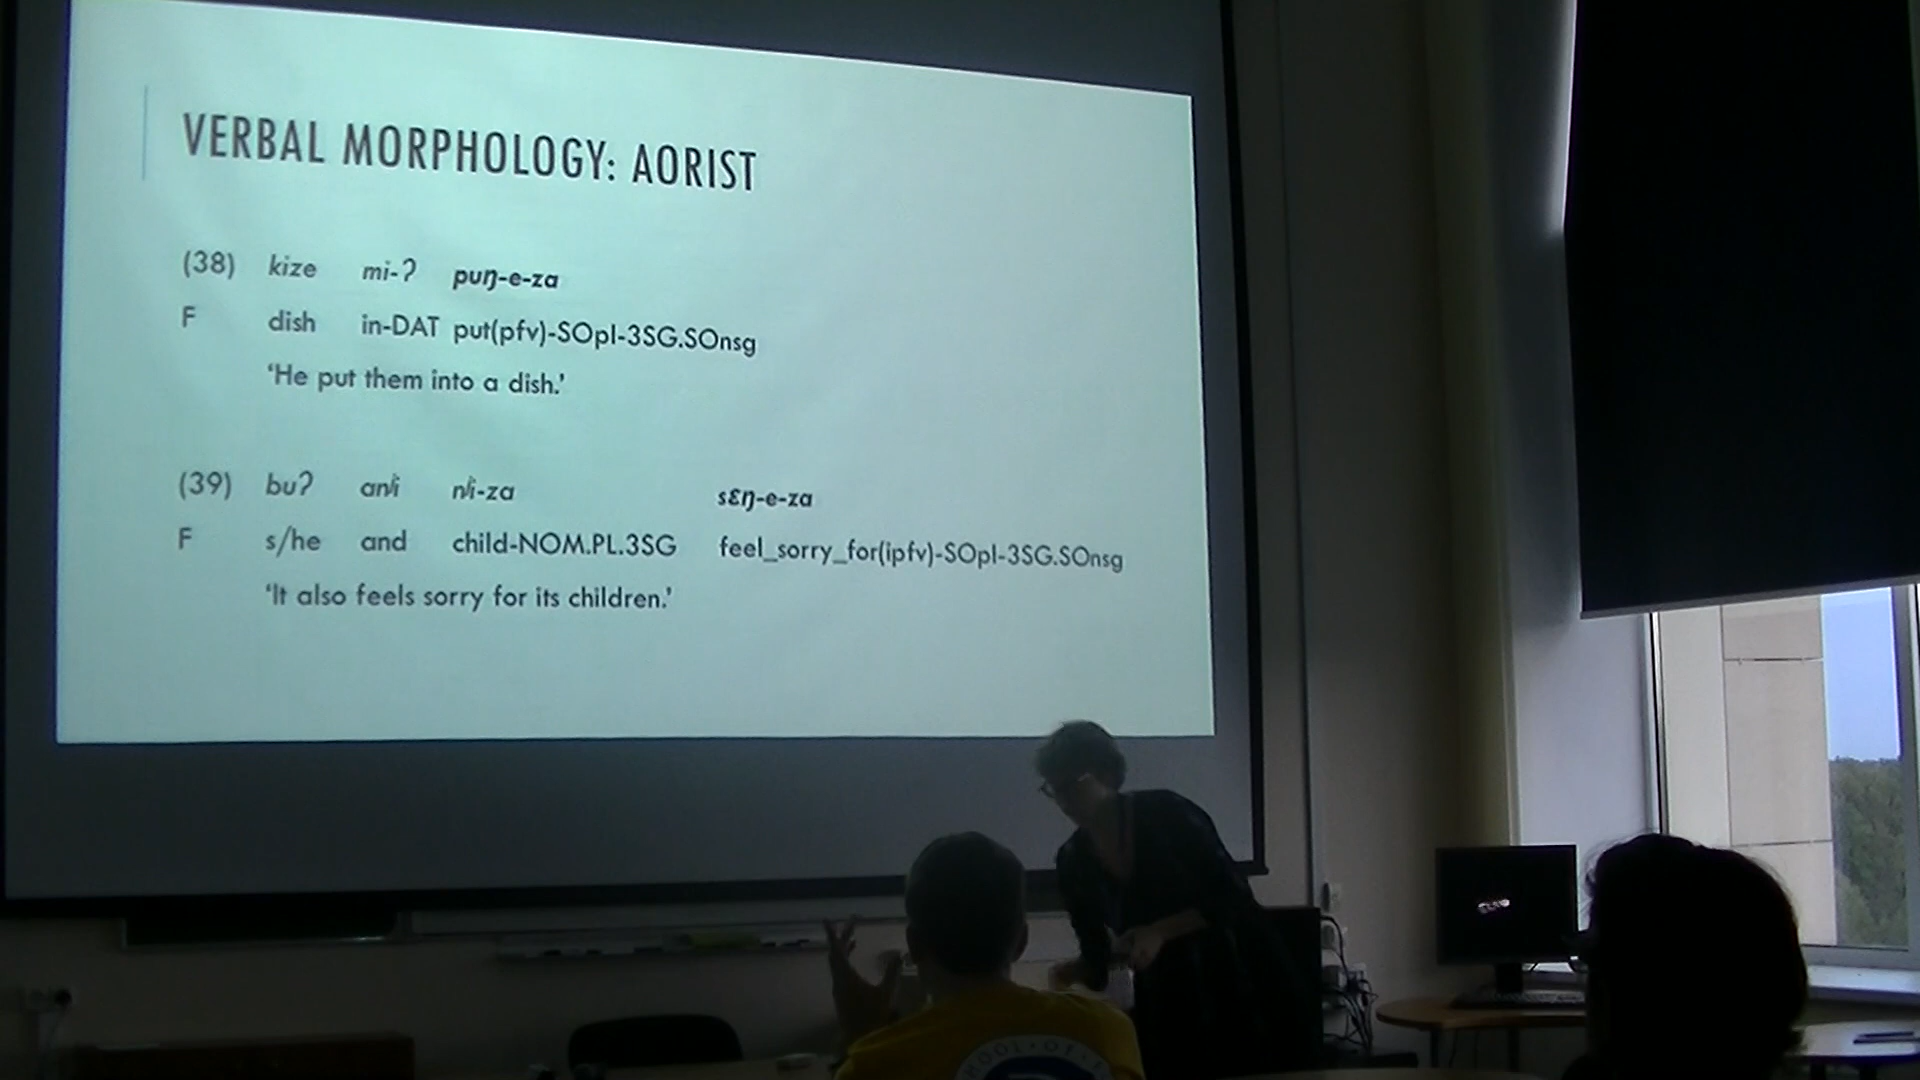 VERBAL MORPHOLOGY: AORIST
(38) kize mi-ʔ puŋ-e-za
F dish in-DAT put(pfv)-SOpl-3SG.SOnsg
‘He put them into a dish.’
(39) buʔ anʲi nʲi-za sɛŋ-e-za
F s/he and child-NOM.PL.3SG feel_sorry_for(ipfv)-SOpl-3SG.SOnsg
‘It also feels sorry for its children.’